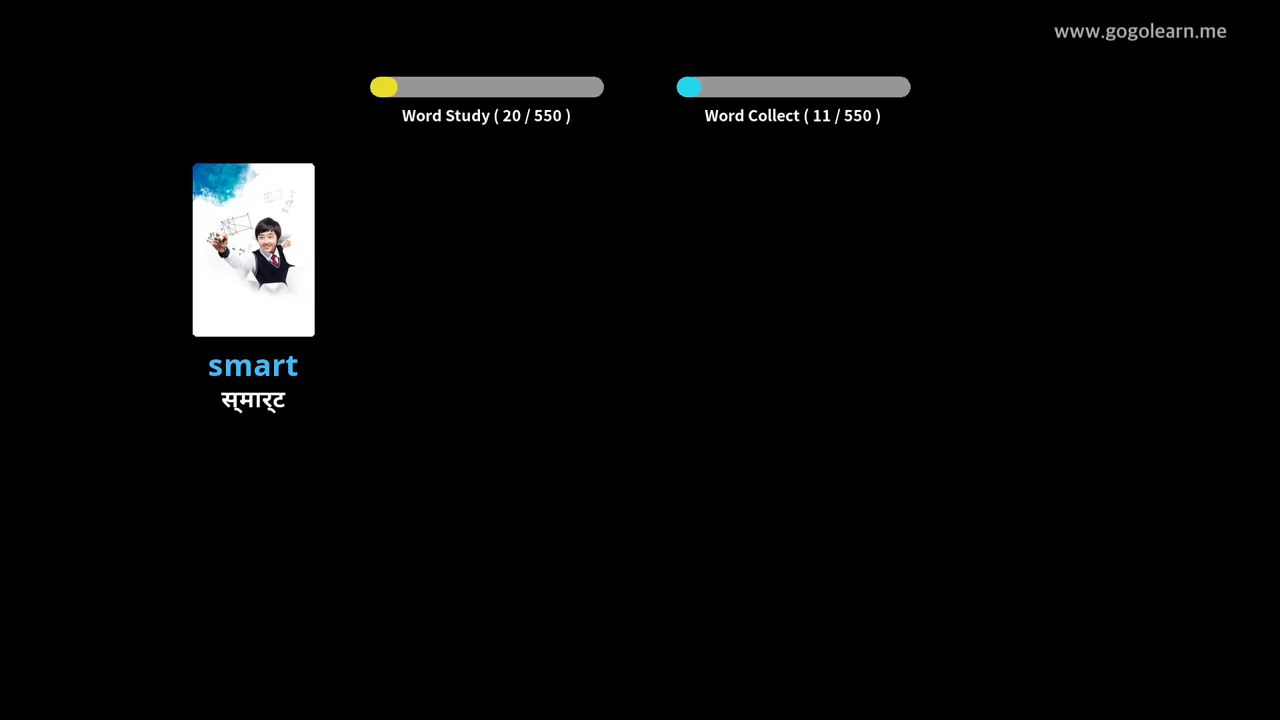 www.gogolearn.me
Word Study ( 20 / 550 )
Word Collect ( 11 / 550 )
smart
स्‌मार्‌ट